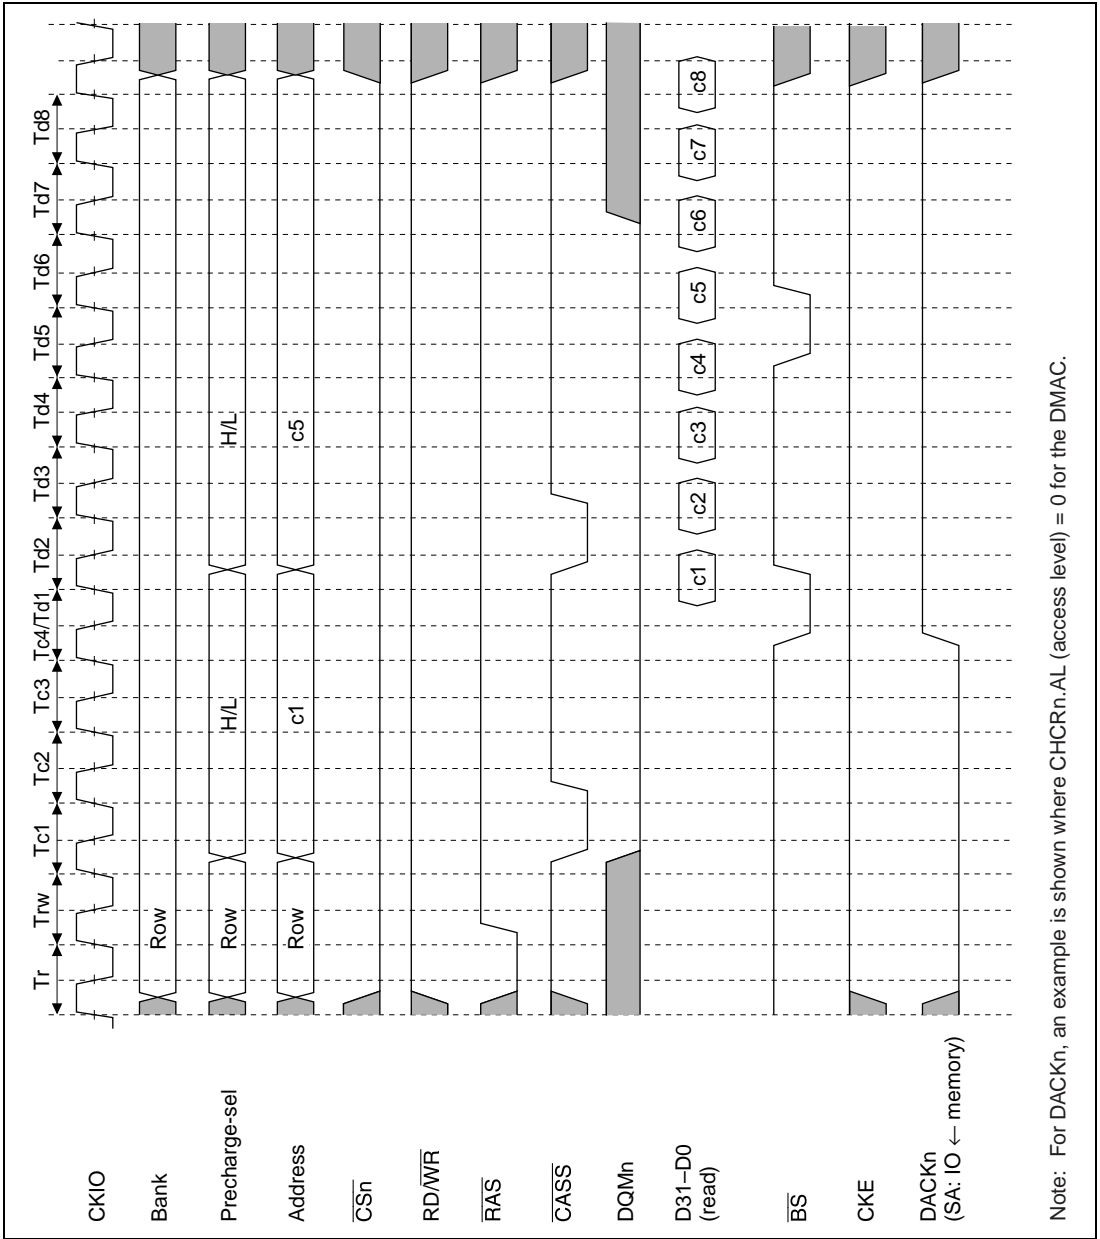 Tr Trw Tc1 Tc2 Tc3 Tc4/Td1 Td2 Td3 Td4 Td5 Td6 Td7 Td8
CKIO
Bank Row
Precharge-sel Row H/L H/L
Address Row c1 c5
CSn
RD/WR
RAS
CASS
DQMn
D31–D0
(read) c1 c2 c3 c4 c5 c6 c7 c8
BS
CKE
DACKn
(SA: IO ← memory)
Note: For DACKn, an example is shown where CHCRn.AL (access level) = 0 for the DMAC.